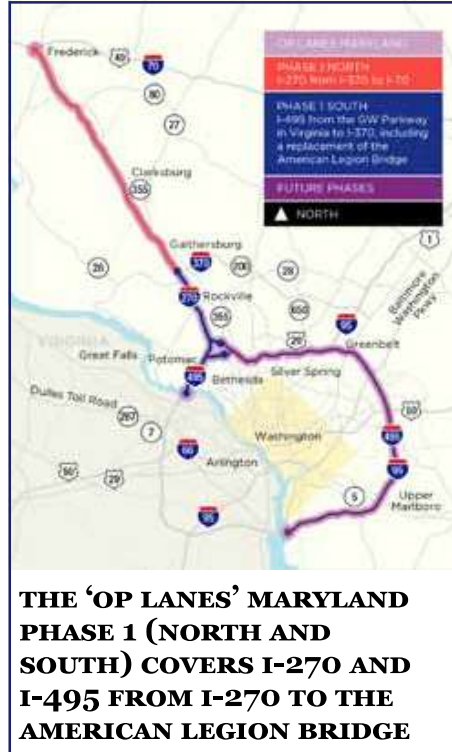 OP LANES MARYLAND
PHASE 1 NORTH
I-270 from I-370 to I-70
PHASE 1 SOUTH
I-495 from the GW Parkway
in Virginia to I-370, including
a replacement of the
American Legion Bridge
FUTURE PHASES
NORTH
Frederick
40
70
80
27
Clarksburg
355
Gaithersburg
370
200
28
28
1
270
Rockville
355
650
95
Baltimore
Washington
Pkwy
29
Greenbelt
VIRGINIA
Great Falls
Potomac
495
Bethesda
Silver Spring
Dulles Toll Road
267
7
50
Washington
495
66
Arlington
95
50
29
5
Upper
Marlboro
95
THE ‘OP LANES’ MARYLAND
PHASE 1 (NORTH AND
SOUTH) COVERS I-270 AND
I-495 FROM I-270 TO THE
AMERICAN LEGION BRIDGE